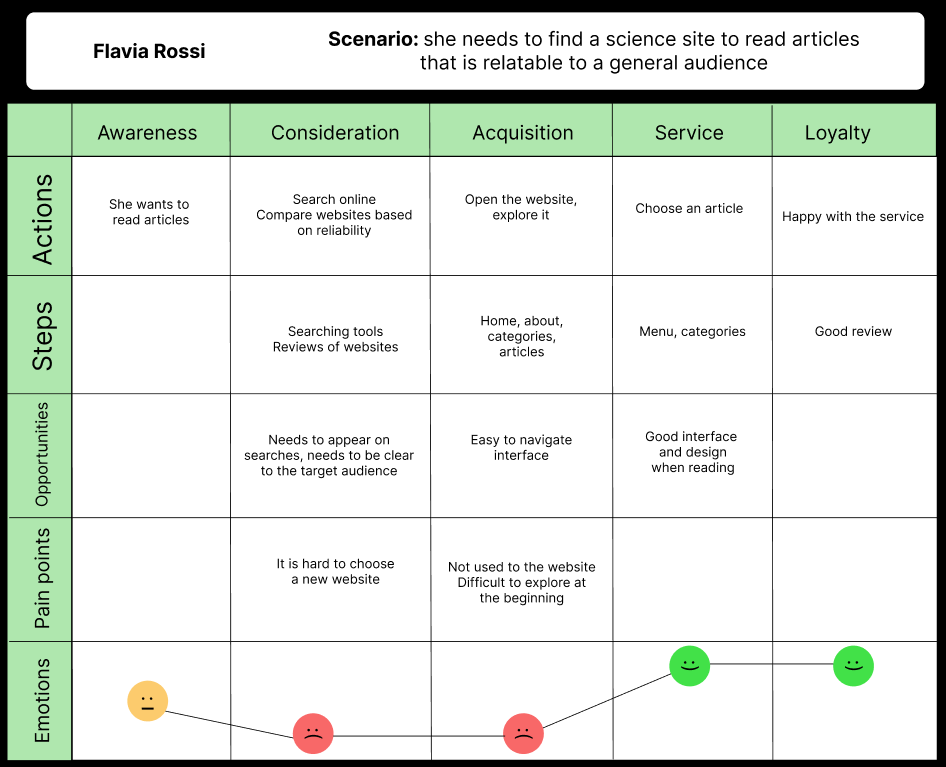 Flavia Rossi
Scenario: she needs to find a science site to read articles
that is relatable to a general audience
Awareness
Consideration
Acquisition
Service
Loyalty
Actions
She wants to
read articles
Search online
Compare websites based
on reliability
Open the website,
explore it
Choose an article
Happy with the service
Steps
Searching tools
Reviews of websites
Home, about,
categories,
articles
Menu, categories
Good review
Opportunities
Needs to appear on
searches, needs to be clear
to the target audience
Easy to navigate
interface
Good interface
and design
when reading
Pain points
It is hard to choose
a new website
Not used to the website
Difficult to explore at
the beginning
Emotions